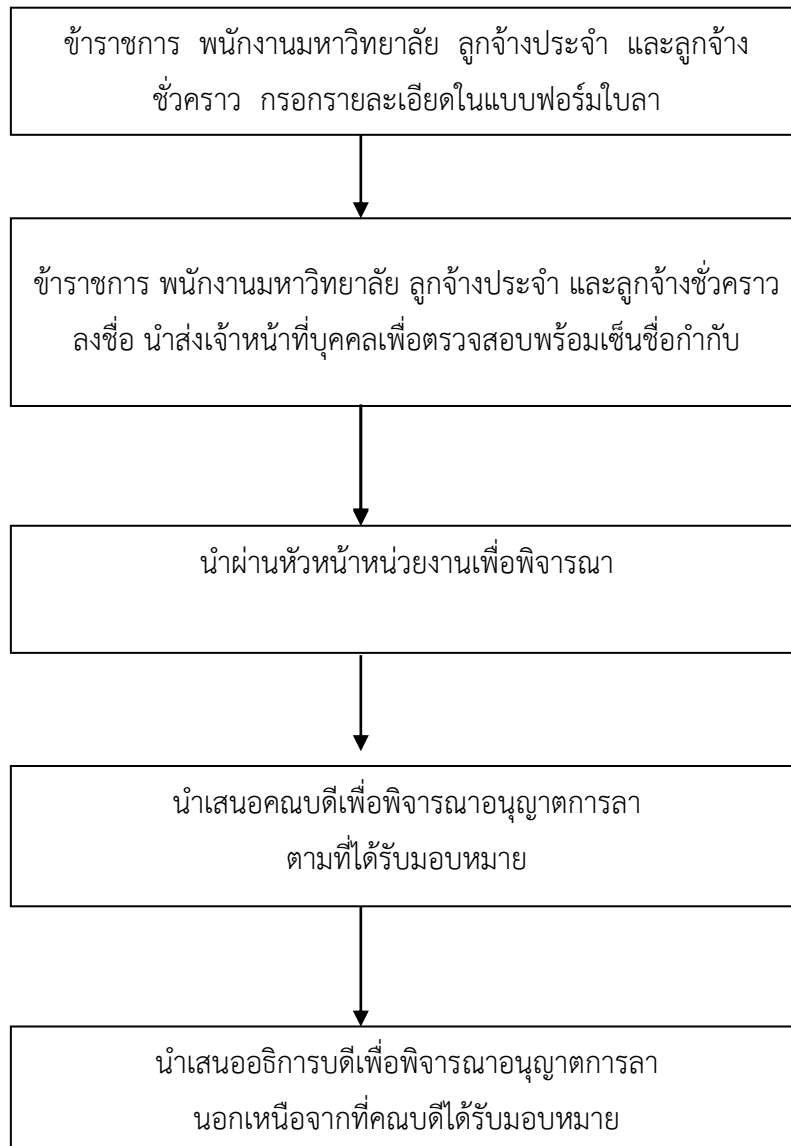 ข้าราชการ  พนักงานมหาวิทยาลัย  ลูกจ้างประจำ  และลูกจ้าง
ชั่วคราว  กรอกรายละเอียดในแบบฟอร์มใบลา
ข้าราชการ พนักงานมหาวิทยาลัย ลูกจ้างประจำ และลูกจ้างชั่วคราว
ลงชื่อ นำส่งเจ้าหน้าที่บุคคลเพื่อตรวจสอบพร้อมเซ็นชื่อกำกับ
นำผ่านหัวหน้าหน่วยงานเพื่อพิจารณา
นำเสนอคณบดีเพื่อพิจารณาอนุญาตการลา
ตามที่ได้รับมอบหมาย
นำเสนออธิการบดีเพื่อพิจารณาอนุญาตการลา
นอกเหนือจากที่คณบดีได้รับมอบหมาย